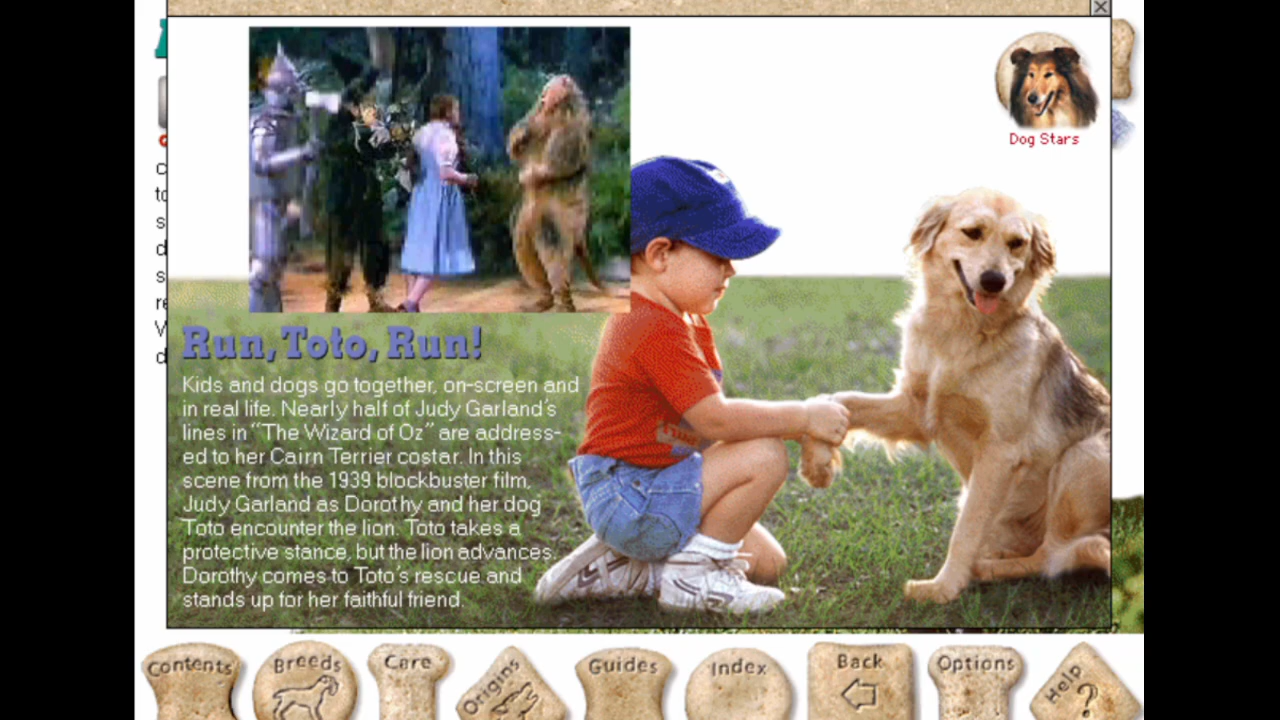 Dog Stars
c
to
s
d
s
re
V
d
Run, Toto, Run!
Kids and dogs go together, on-screen and
in real life. Nearly half of Judy Garland's
lines in "The Wizard of Oz" are address-
ed to her Cairn Terrier costar. In this
scene from the 1939 blockbuster film,
Judy Garland as Dorothy and her dog
Toto encounter the lion. Toto takes a
protective stance, but the lion advances.
Dorothy comes to Toto's rescue and
stands up for her faithful friend.
Contents
Breeds
Care
Origins
Guides
Index
Back
Options
Help
?